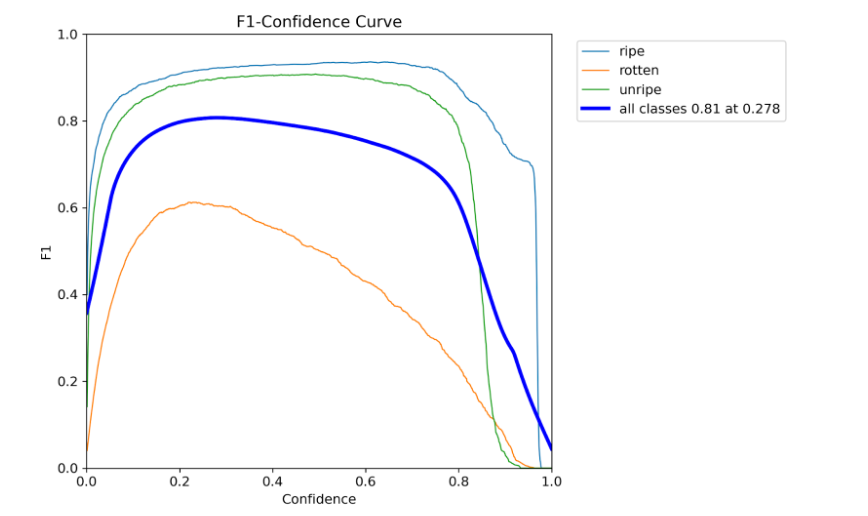 F1-Confidence Curve
1.0
0.8
0.6
0.4
0.2
0.0
F1
0.0 0.2 0.4 0.6 0.8 1.0
Confidence
ripe
rotten
unripe
all classes 0.81 at 0.278